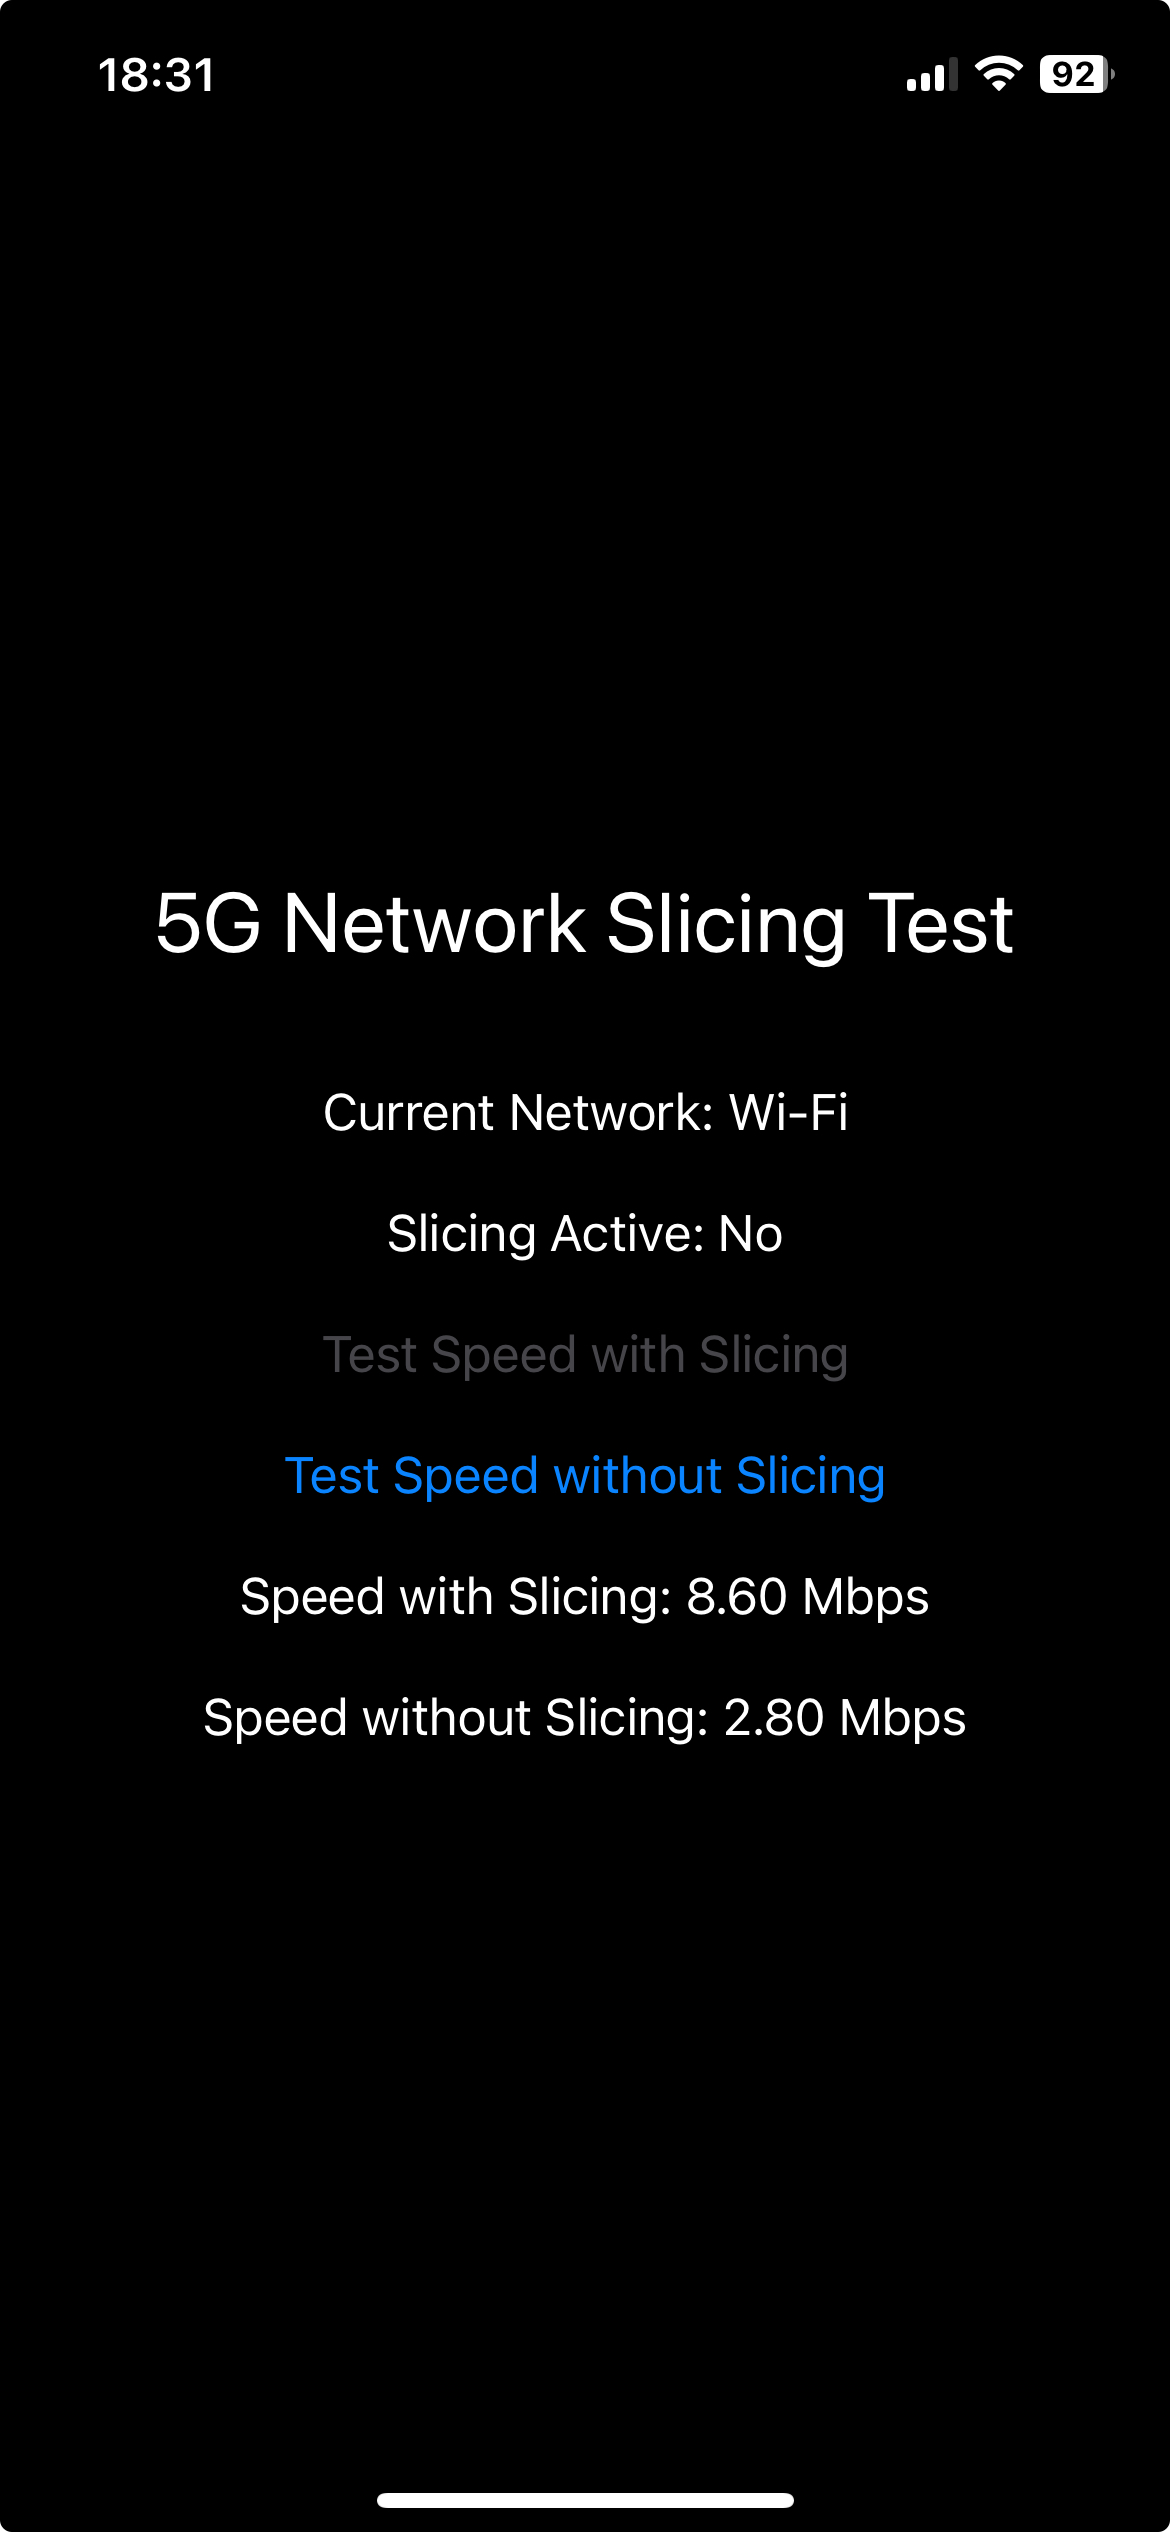 18:31
92
5G Network Slicing Test
Current Network: Wi-Fi
Slicing Active: No
Test Speed with Slicing
Test Speed without Slicing
Speed with Slicing: 8.60 Mbps
Speed without Slicing: 2.80 Mbps